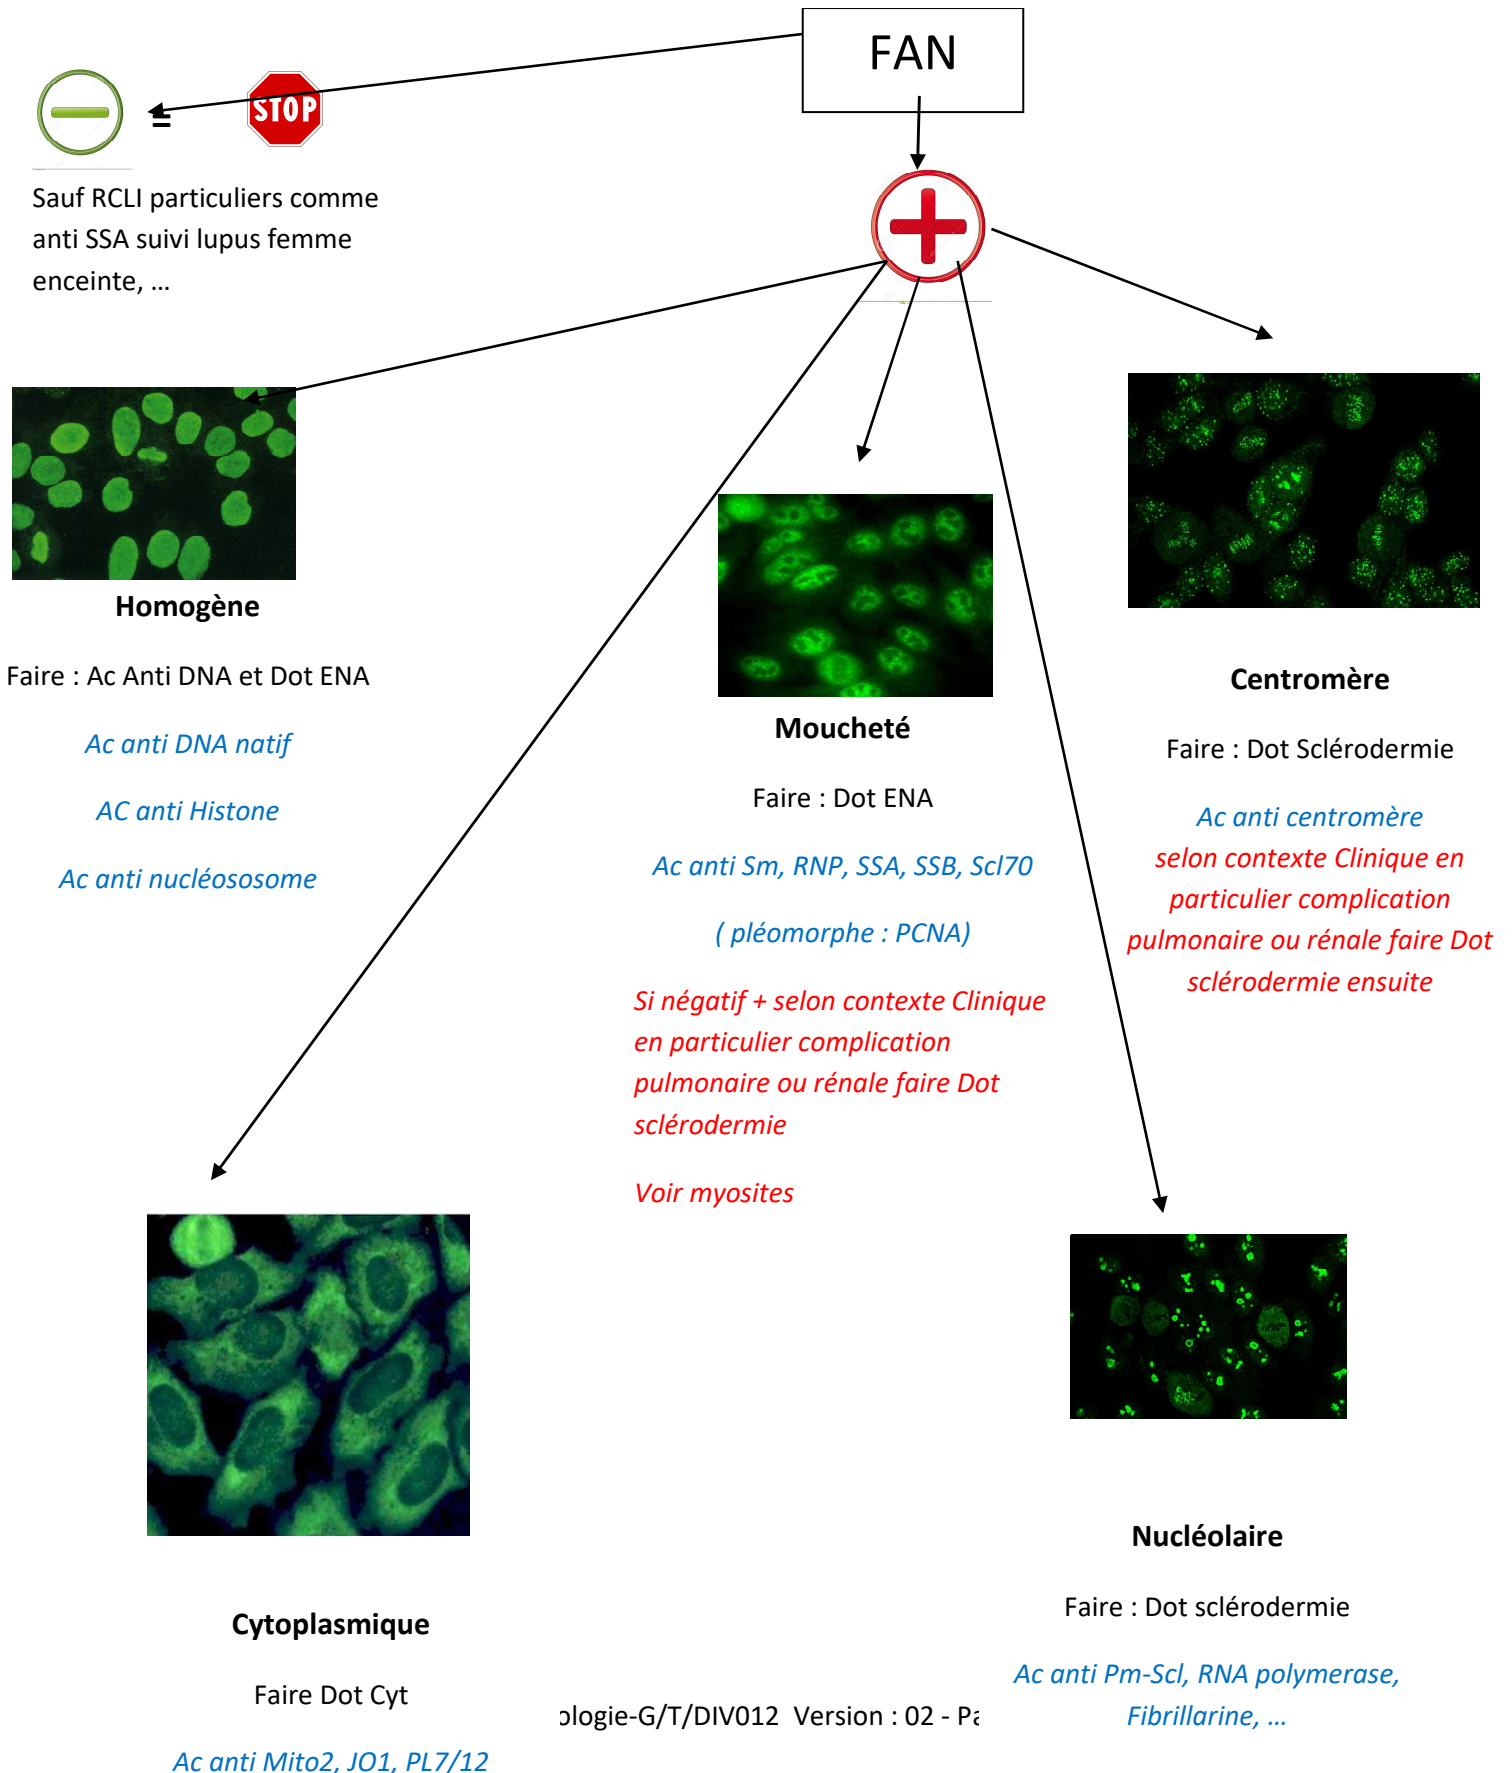 FAN
=
STOP
Sauf RCLI particuliers comme
anti SSA suivi lupus femme
enceinte, …
Homogène
Faire : Ac Anti DNA et Dot ENA
Ac anti DNA natif
AC anti Histone
Ac anti nucléososome
Moucheté
Faire : Dot ENA
Ac anti Sm, RNP, SSA, SSB, Scl70
( pléomorphe : PCNA)
Si négatif + selon contexte Clinique
en particulier complication
pulmonaire ou rénale faire Dot
sclérodermie
Voir myosites
Centromère
Faire : Dot Sclérodermie
Ac anti centromère
selon contexte Clinique en
particulier complication
pulmonaire ou rénale faire Dot
sclérodermie ensuite
Cytoplasmique
Faire Dot Cyt
Ac anti Mito2, JO1, PL7/12
Nucléolaire
Faire : Dot sclérodermie
Ac anti Pm-Scl, RNA polymerase,
Fibrillarine, …
ologie-G/T/DIV012 Version : 02 - Pa